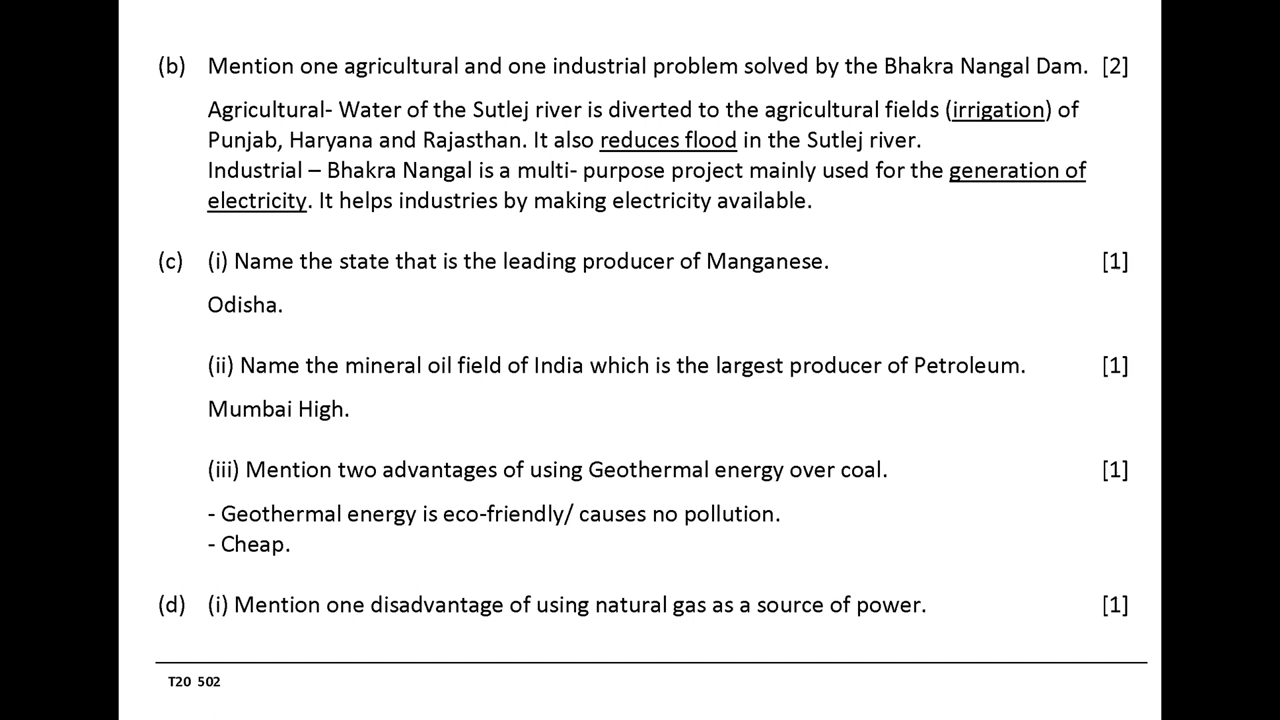 (b) Mention one agricultural and one industrial problem solved by the Bhakra Nangal Dam. [2]
Agricultural- Water of the Sutlej river is diverted to the agricultural fields (irrigation) of
Punjab, Haryana and Rajasthan. It also reduces flood in the Sutlej river.
Industrial – Bhakra Nangal is a multi- purpose project mainly used for the generation of
electricity. It helps industries by making electricity available.
(c) (i) Name the state that is the leading producer of Manganese. [1]
Odisha.
(ii) Name the mineral oil field of India which is the largest producer of Petroleum. [1]
Mumbai High.
(iii) Mention two advantages of using Geothermal energy over coal. [1]
- Geothermal energy is eco-friendly/ causes no pollution.
- Cheap.
(d) (i) Mention one disadvantage of using natural gas as a source of power. [1]
T20 502